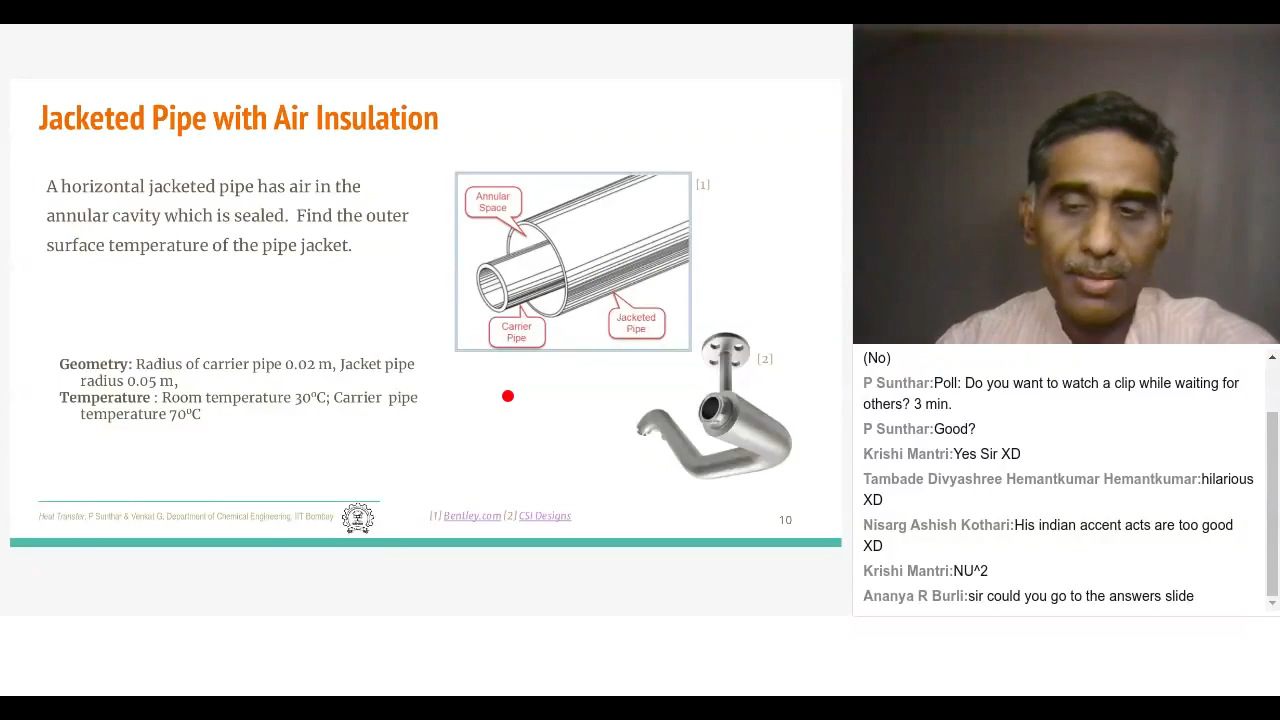 Jacketed Pipe with Air Insulation
A horizontal jacketed pipe has air in the
annular cavity which is sealed. Find the outer
surface temperature of the pipe jacket.
Annular
Space
[1]
Carrier
Pipe
Jacketed
Pipe
[2]
Geometry: Radius of carrier pipe 0.02 m, Jacket pipe
radius 0.05 m,
Temperature : Room temperature 30ºC; Carrier pipe
temperature 70ºC
Heat Transfer, P Sunthar & Venkat G, Department of Chemical Engineering, IIT Bombay
[1] Bentley.com [2] CSI Designs
10
(No)
P Sunthar:Poll: Do you want to watch a clip while waiting for
others? 3 min.
P Sunthar:Good?
Krishi Mantri:Yes Sir XD
Tambade Divyashree Hemantkumar Hemantkumar:hilarious
XD
Nisarg Ashish Kothari:His indian accent acts are too good
XD
Krishi Mantri:NU^2
Ananya R Burli:sir could you go to the answers slide